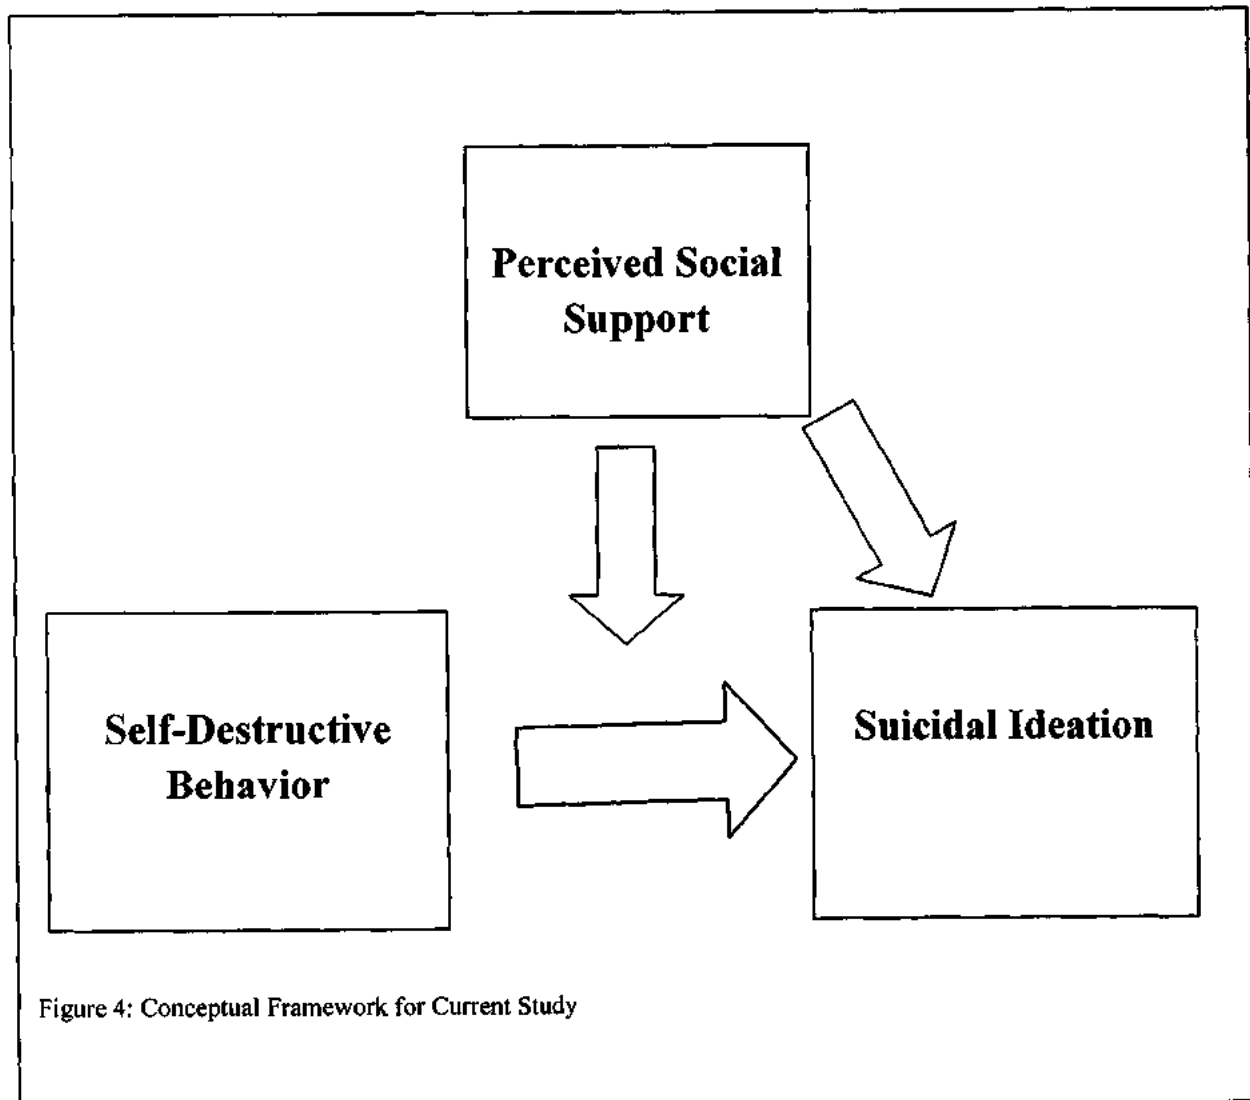 Perceived Social
Support
Self-Destructive
Behavior
Suicidal Ideation
Figure 4: Conceptual Framework for Current Study